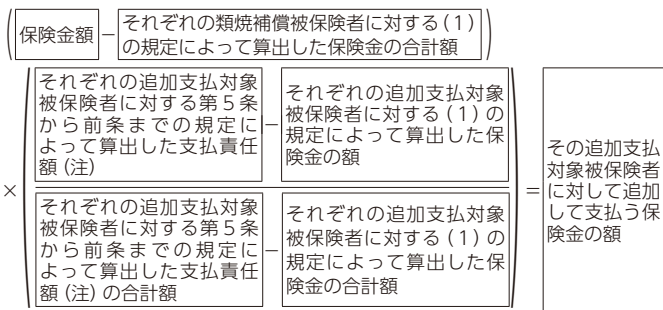 (保険金額－それぞれの類焼補償被保険者に対する(1)
の規定によって算出した保険金の合計額)
×
(それぞれの追加支払対象
被保険者に対する第5条
から前条までの規定に
よって算出した支払責任
額(注)
－
それぞれの追加支払対象
被保険者に対する(1)の
規定によって算出した保
険金の額
それぞれの追加支払対象
被保険者に対する第5条
から前条までの規定に
よって算出した支払責任
額(注)の合計額
－
それぞれの追加支払対象
被保険者に対する(1)の
規定によって算出した保
険金の合計額)
＝
その追加支払
対象被保険者
に対して追加
して支払う保
険金の額